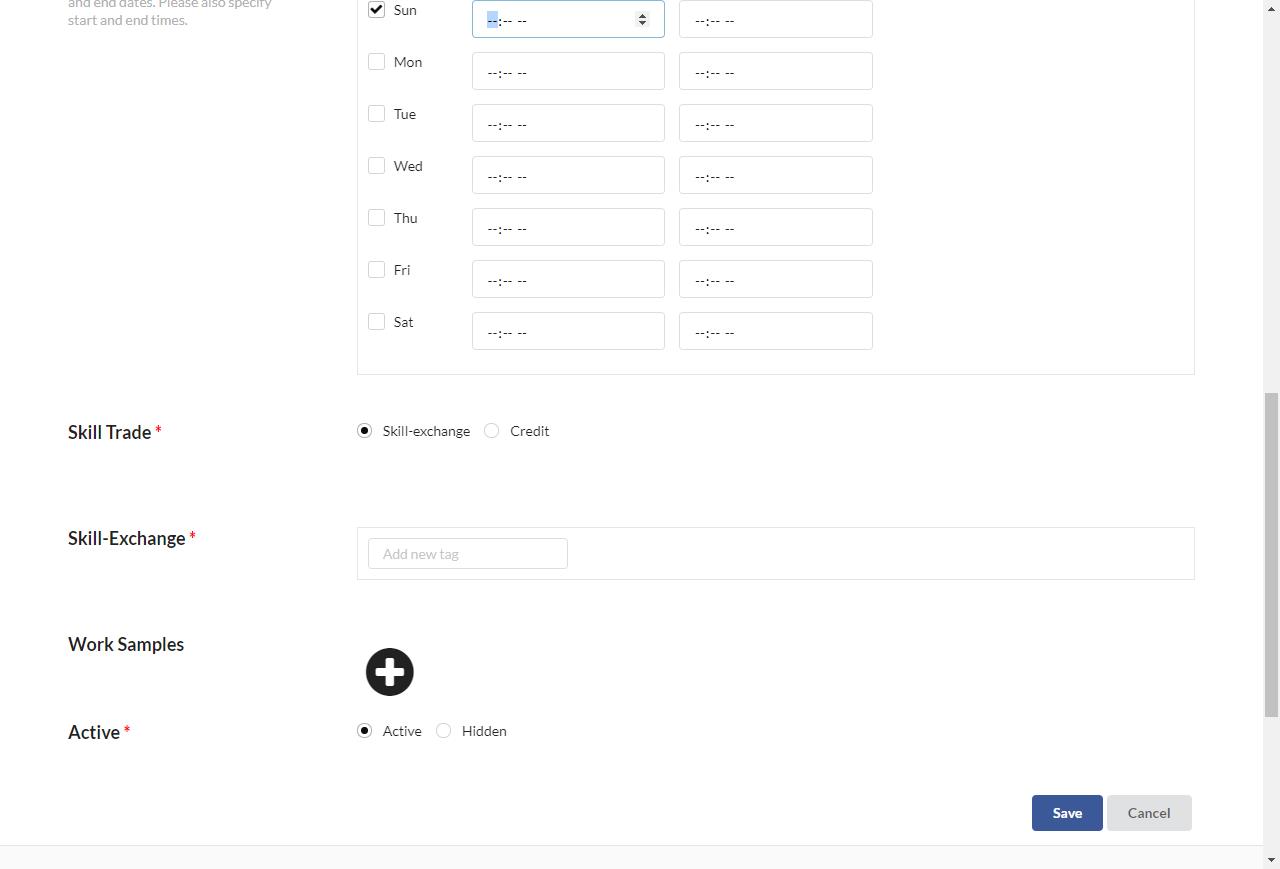 and end dates. Please also specify
start and end times.
Sun --:-- -- --:-- --
Mon --:-- -- --:-- --
Tue --:-- -- --:-- --
Wed --:-- -- --:-- --
Thu --:-- -- --:-- --
Fri --:-- -- --:-- --
Sat --:-- -- --:-- --
Skill Trade * Skill-exchange Credit
Skill-Exchange * Add new tag
Work Samples
Active * Active Hidden
Save Cancel